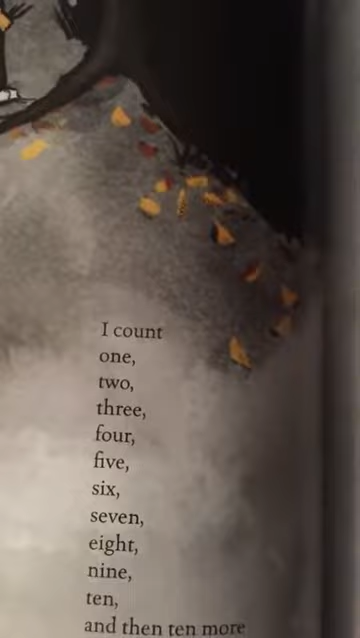 I count
one,
two,
three,
four,
five,
six,
seven,
eight,
nine,
ten,
and then ten more